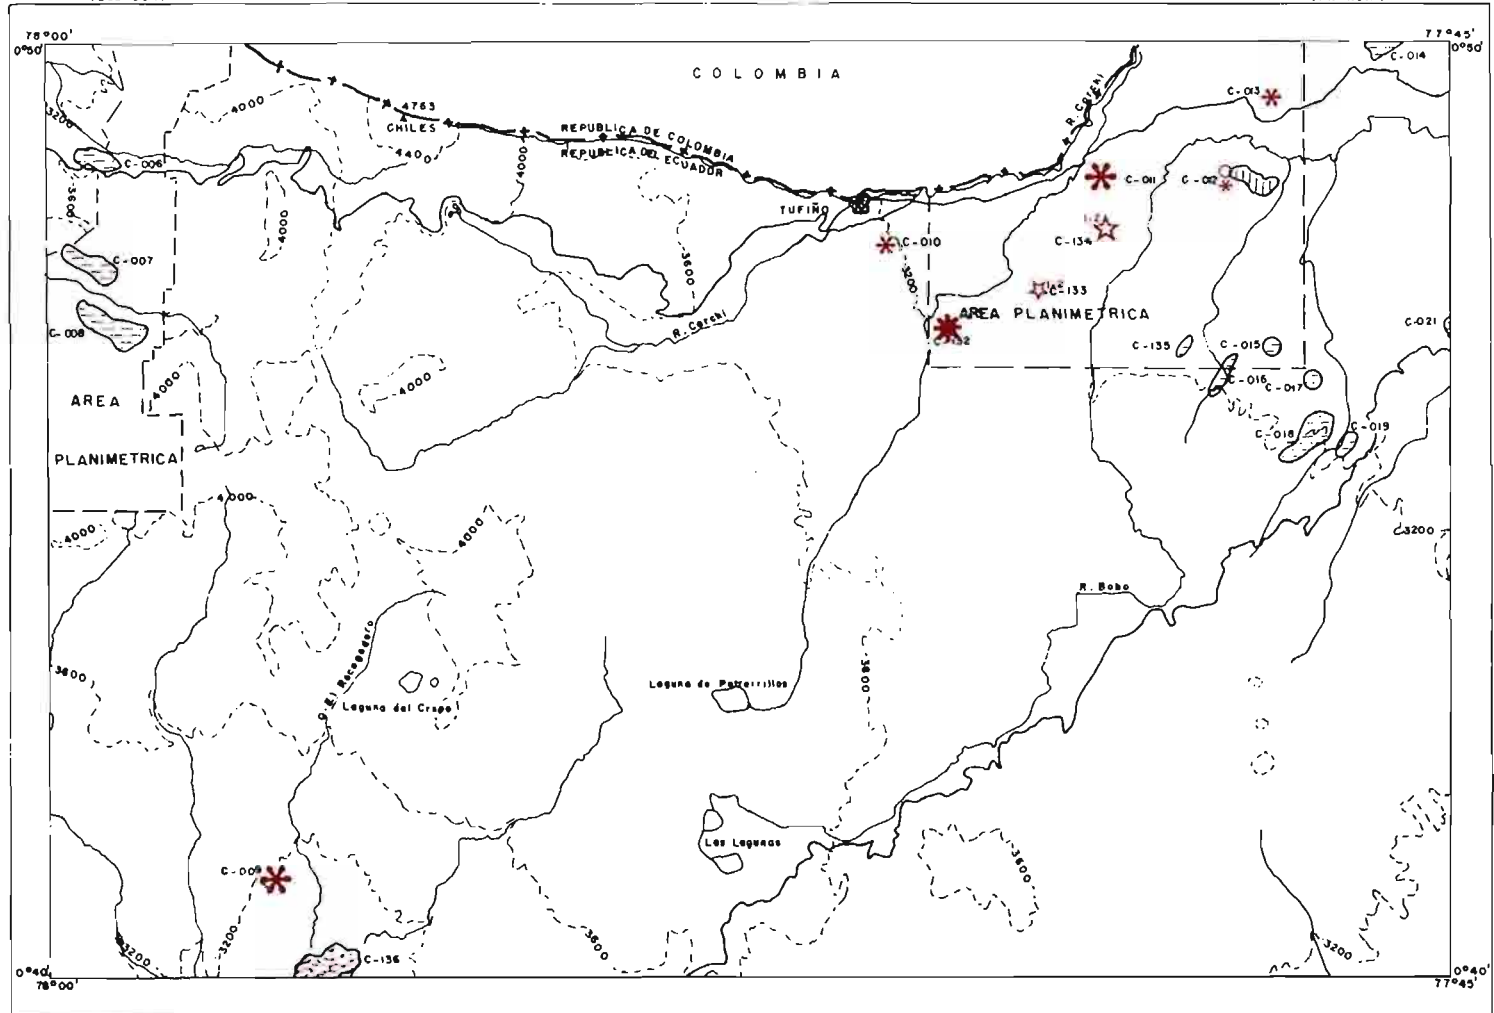 78°00'
77°45'
0°50'
0°50'
COLOMBIA
C-014
R. Carchi
C-013
4000
4763
CHILES
3200
REPUBLICA DE COLOMBIA
REPUBLICA DEL ECUADOR
4400
4000
C-006
C-011
C-012
3600
4000
TUFIÑO
C-134
C-010
3600
3200
C-007
C-133
AREA PLANIMETRICA
C-008
R. Carchi
C-132
C-021
C-135
C-015
C-016
C-017
4000
4000
AREA
C-018
C-019
PLANIMETRICA
4000
4000
4000
3200
R. Bobo
3600
Laguna de Potrerillos
3600
Q. El Recogedero
Laguna del Crespo
Las Lagunas
3600
C-009
3200
3200
3600
3200
C-136
0°40'
0°40'
78°00'
77°45'